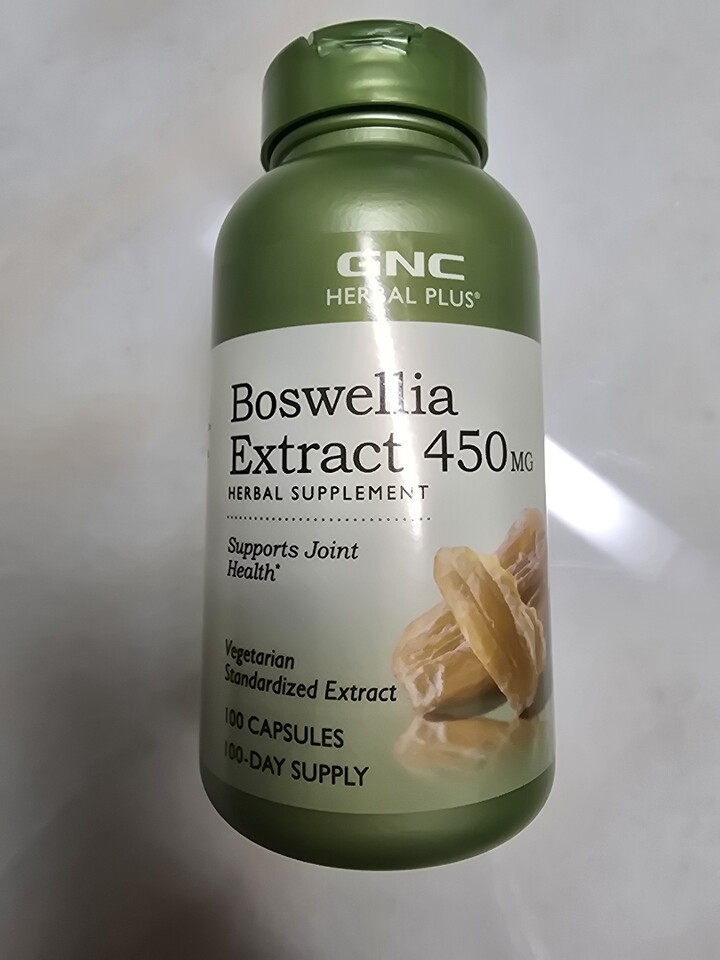 GNC
HERBAL PLUS®
Boswellia
Extract 450MG
HERBAL SUPPLEMENT
Supports Joint
Health*
Vegetarian
Standardized Extract
100 CAPSULES
100-DAY SUPPLY